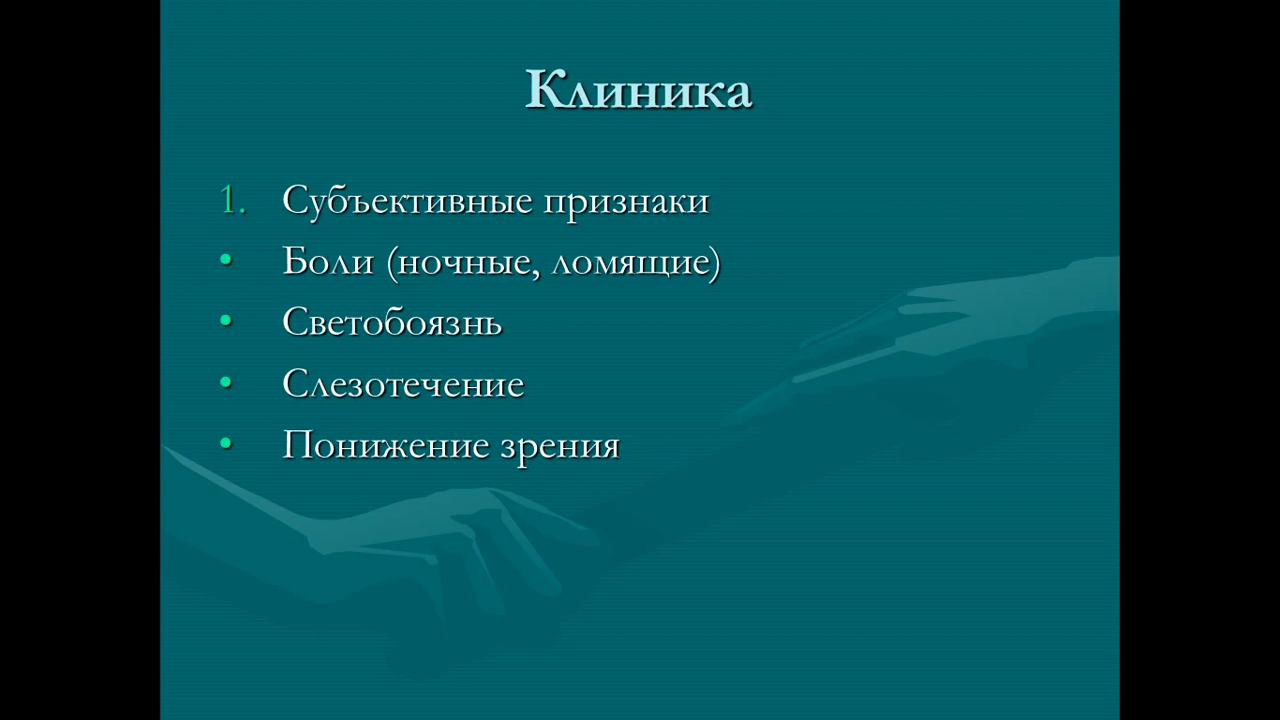 Клиника
1. Субъективные признаки
• Боли (ночные, ломящие)
• Светобоязнь
• Слезотечение
• Понижение зрения